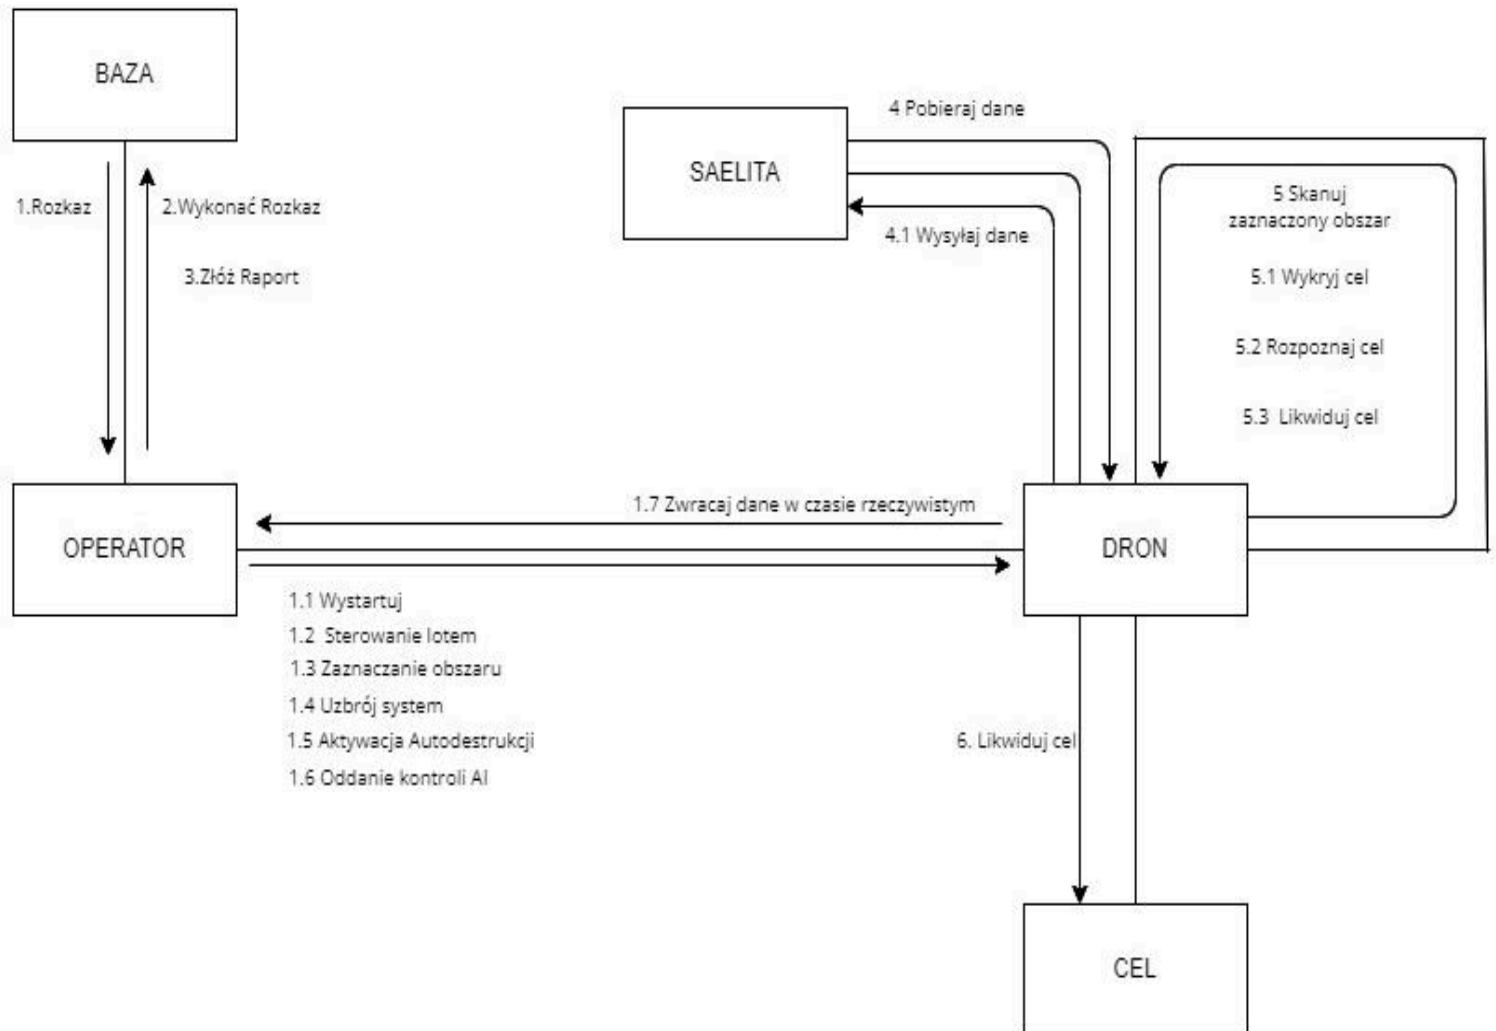 BAZA
4 Pobieraj dane
SAELITA
1.Rozkaz
2.Wykonać Rozkaz
5 Skanuj
zaznaczony obszar
4.1 Wysyłaj dane
3.Złóż Raport
5.1 Wykryj cel
5.2 Rozpoznaj cel
5.3 Likwiduj cel
1.7 Zwracaj dane w czasie rzeczywistym
OPERATOR
DRON
1.1 Wystartuj
1.2 Sterowanie lotem
1.3 Zaznaczanie obszaru
1.4 Uzbrój system
1.5 Aktywacja Autodestrukcji
1.6 Oddanie kontroli AI
6. Likwiduj cel
CEL